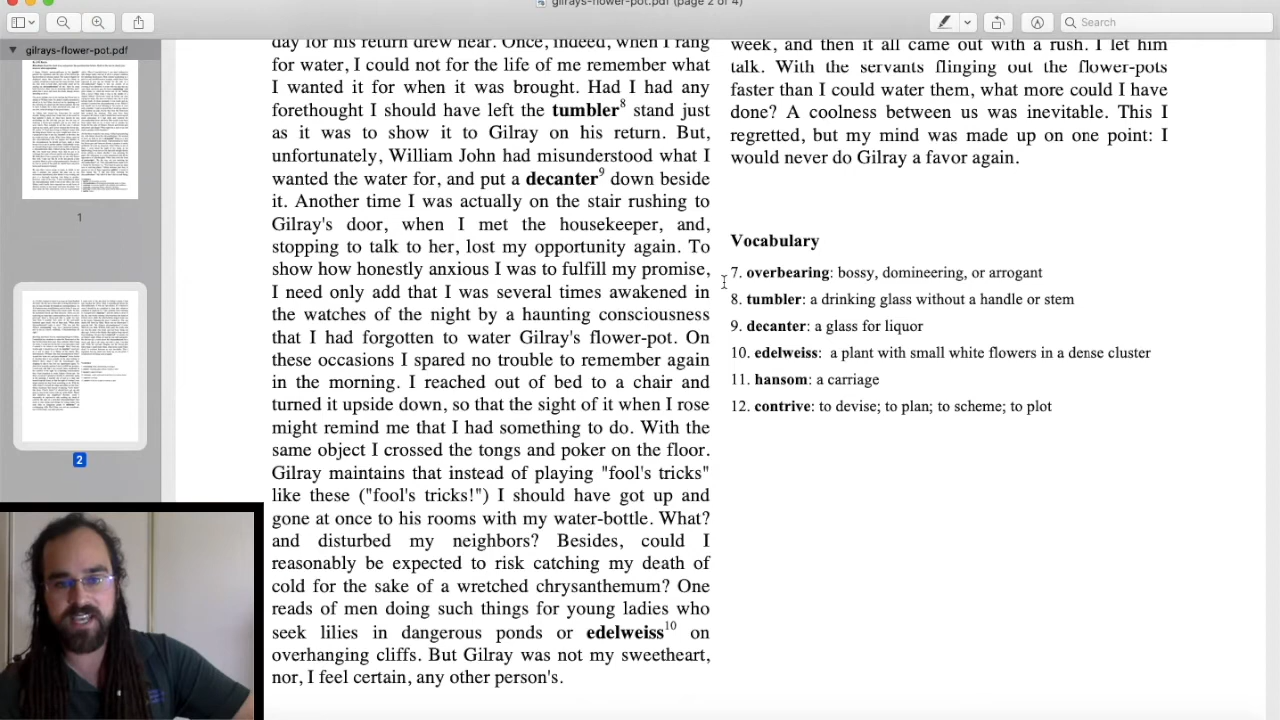 gilrays-flower-pot.pdf (page 2 of 4)
Search
gilrays-flower-pot.pdf
1
2
day for his return drew near. Once, indeed, when I rang
for water, I could not for the life of me remember what
I wanted it for when it was brought. Had I had any
forethought I should have left the tumbler8 stand just
as it was to show it to Gilray on his return. But,
unfortunately, William John had misunderstood what I
wanted the water for, and put a decanter9 down beside
it. Another time I was actually on the stair rushing to
Gilray's door, when I met the housekeeper, and,
stopping to talk to her, lost my opportunity again. To
show how honestly anxious I was to fulfill my promise,
I need only add that I was several times awakened in
the watches of the night by a haunting consciousness
that I had forgotten to water Gilray's flower-pot. On
these occasions I spared no trouble to remember again
in the morning. I reached out of bed to a chair and
turned it upside down, so that the sight of it when I rose
might remind me that I had something to do. With the
same object I crossed the tongs and poker on the floor.
Gilray maintains that instead of playing "fool's tricks"
like these ("fool's tricks!") I should have got up and
gone at once to his rooms with my water-bottle. What?
and disturbed my neighbors? Besides, could I
reasonably be expected to risk catching my death of
cold for the sake of a wretched chrysanthemum? One
reads of men doing such things for young ladies who
seek lilies in dangerous ponds or edelweiss10 on
overhanging cliffs. But Gilray was not my sweetheart,
nor, I feel certain, any other person's.
week, and then it all came out with a rush. I let him
talk. With the servants flinging out the flower-pots
faster than I could water them, what more could I have
done? A coolness between us was inevitable. This I
regretted, but my mind was made up on one point: I
would never do Gilray a favor again.
Vocabulary
7. overbearing: bossy, domineering, or arrogant
8. tumbler: a drinking glass without a handle or stem
9. decanter: a glass for liquor
10. edelweiss: a plant with small white flowers in a dense cluster
11. hansom: a carriage
12. contrive: to devise; to plan; to scheme; to plot